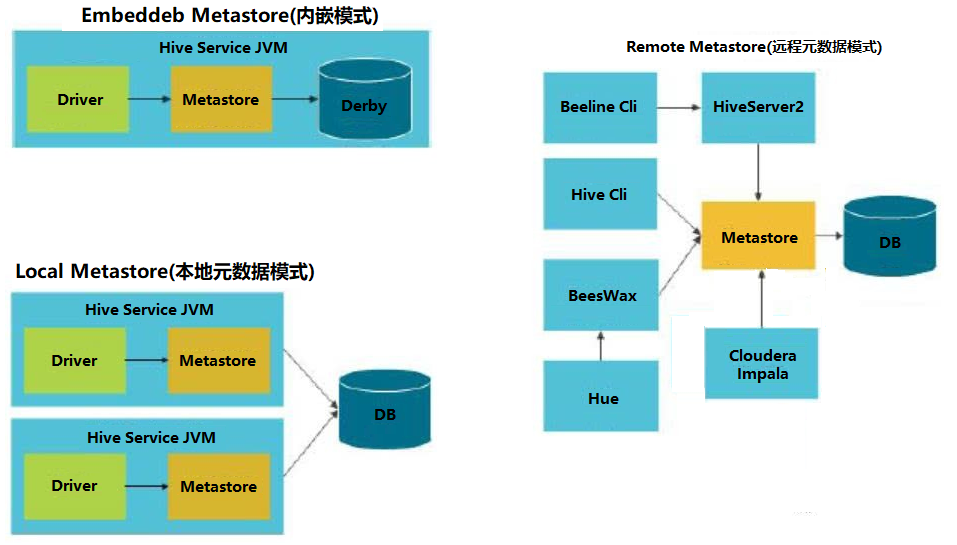 Embeddeb Metastore(内嵌模式)
Hive Service JVM
Driver
Metastore
Derby
Local Metastore(本地元数据模式)
Hive Service JVM
Driver
Metastore
Hive Service JVM
Driver
Metastore
DB
Remote Metastore(远程元数据模式)
Beeline Cli
HiveServer2
Hive Cli
Metastore
DB
BeesWax
Cloudera
Impala
Hue